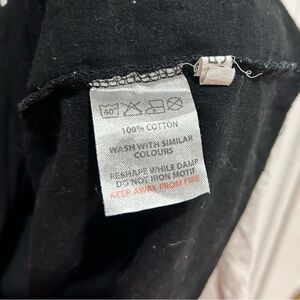 40°
100% COTTON
WASH WITH SIMILAR
COLOURS
RESHAPE WHILE DAMP
DO NOT IRON MOTIF
KEEP AWAY FROM FIRE